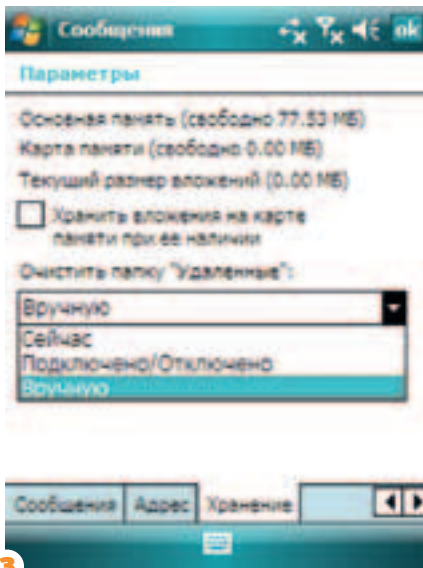 Сообщения ok
Параметры
Основная память (свободно 77.53 МБ)
Карта памяти (свободно 0.00 МБ)
Текущий размер вложений (0.00 МБ)
Хранить вложения на карте
памяти при ее наличии
Очистить папку "Удаленные":
Вручную
Сейчас
Подключено/Отключено
Вручную
Сообщения Адрес Хранение
3